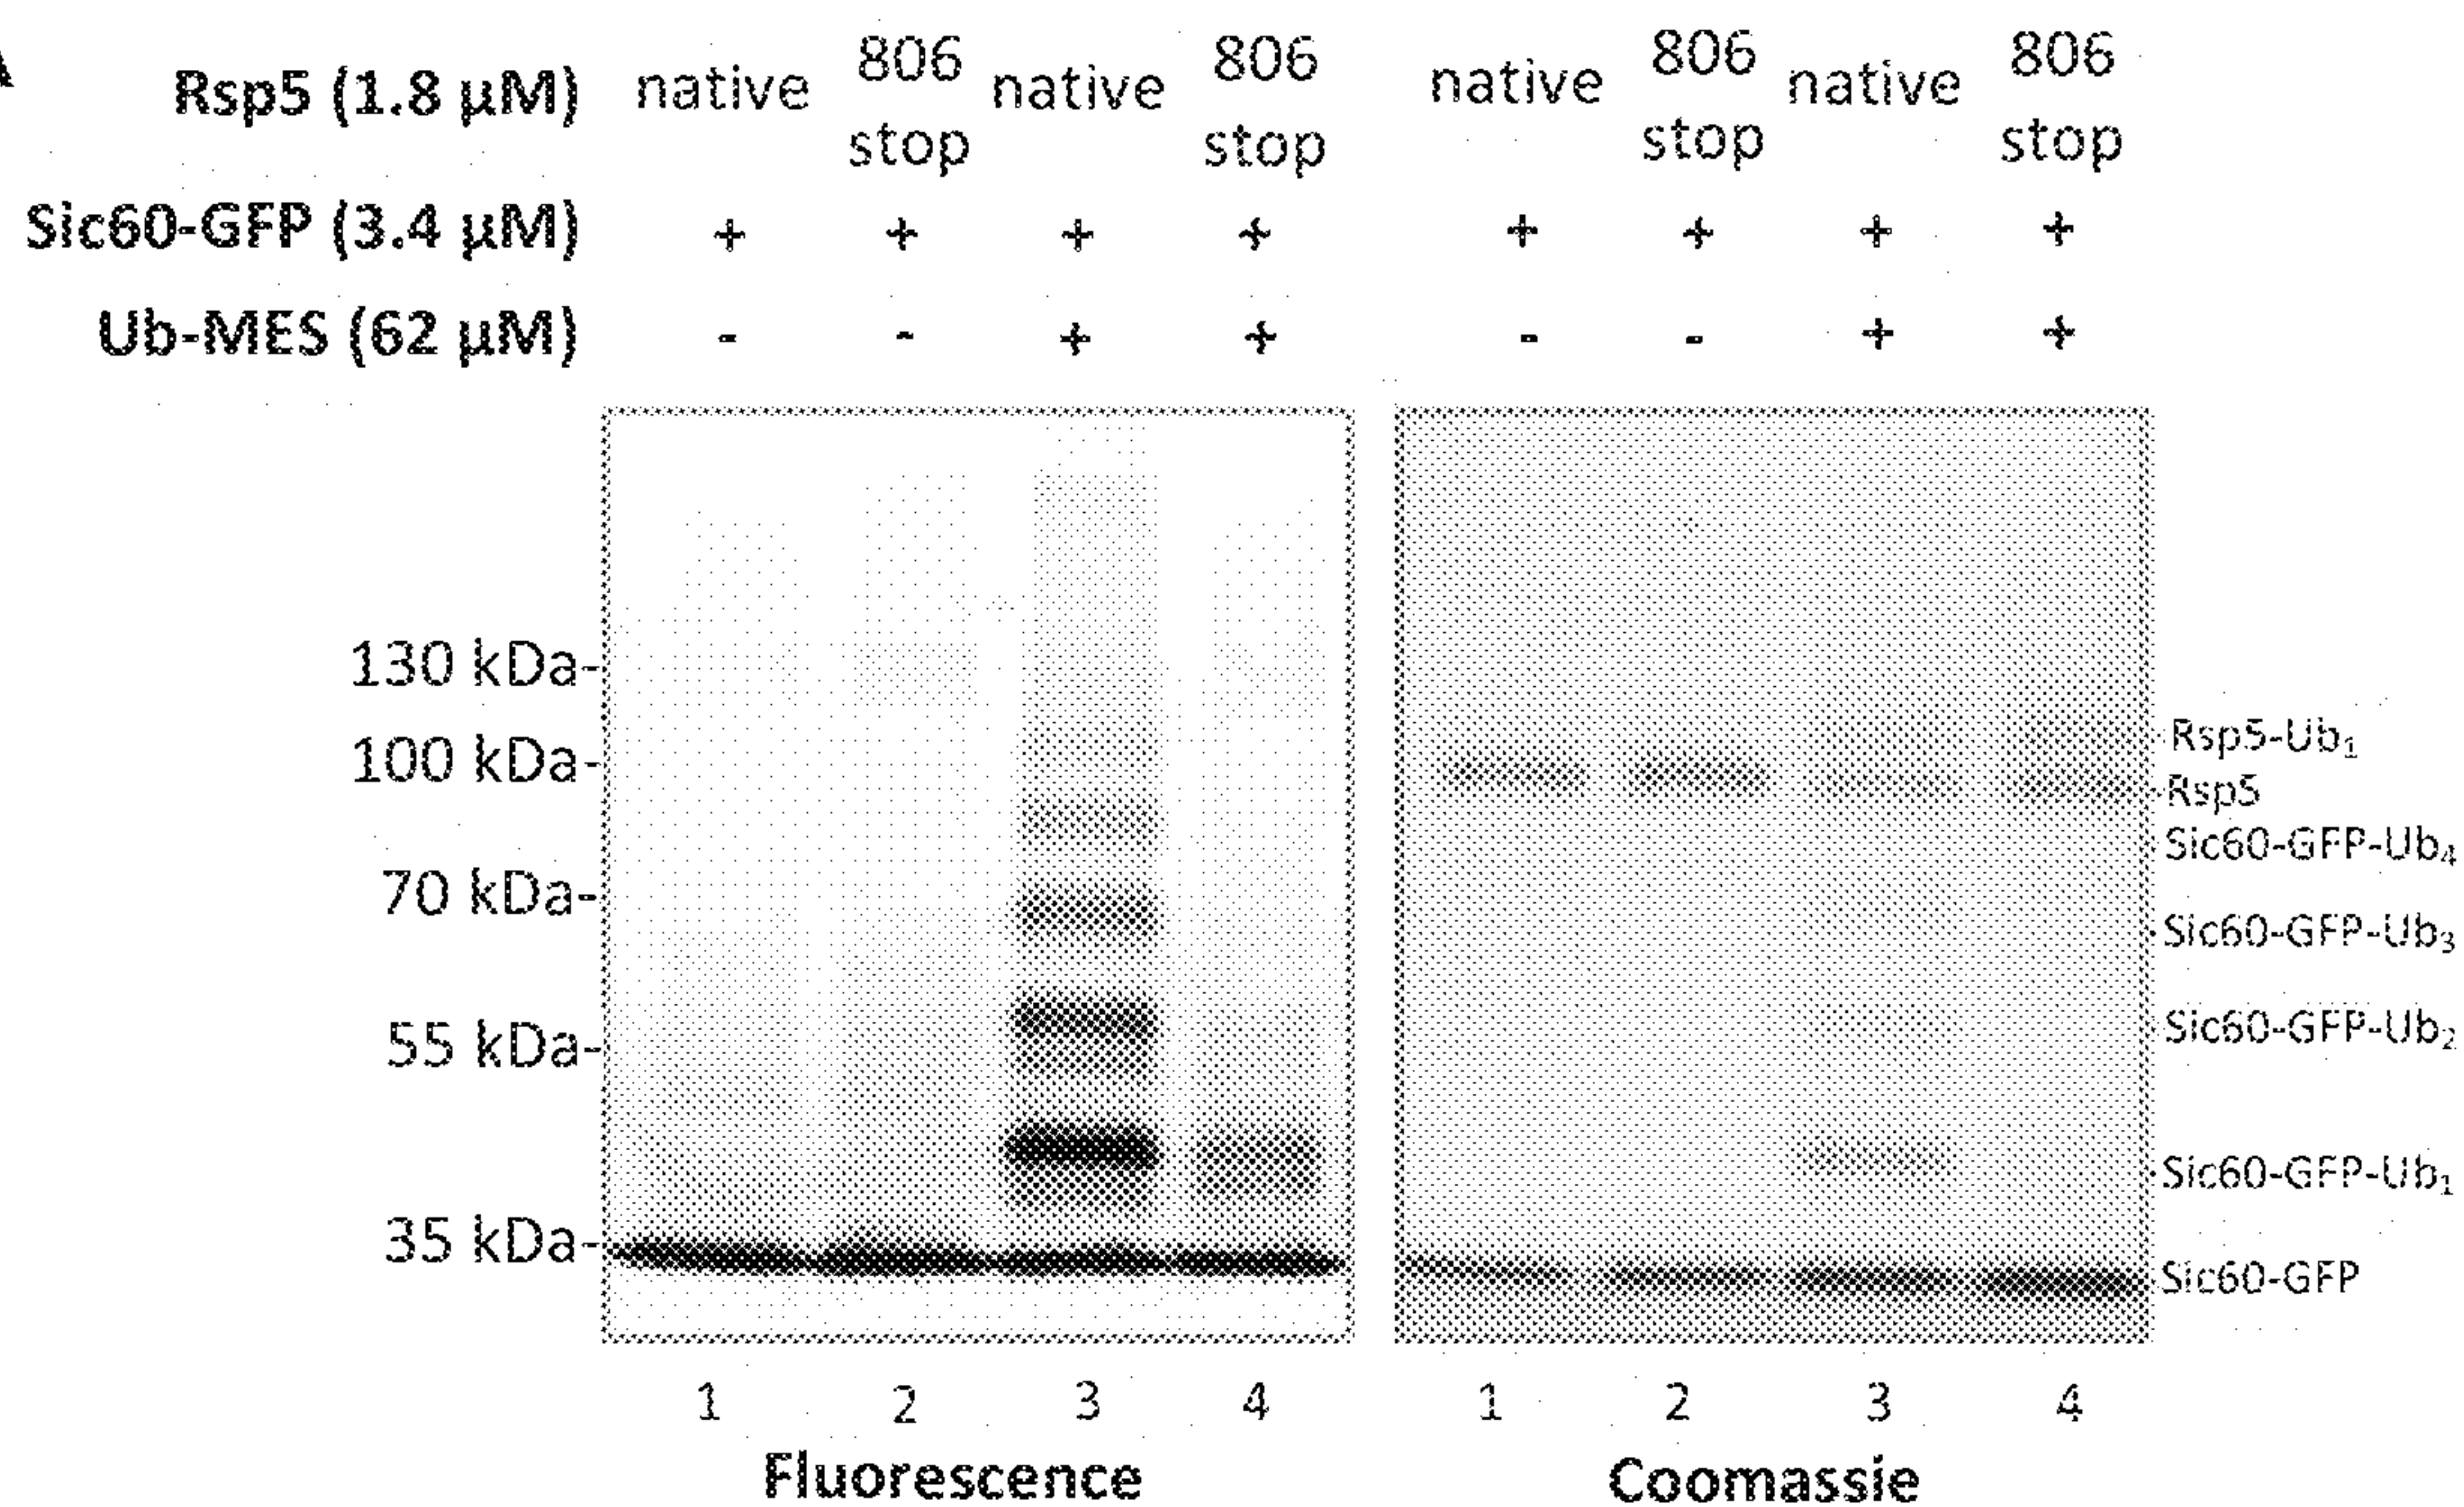 A
Rsp5 (1.8 µM) native 806 stop native 806 stop native 806 stop native 806 stop
Sic60-GFP (3.4 µM) + + + + + + + +
Ub-MES (62 µM) - - + + - - + +
130 kDa-
100 kDa-
70 kDa-
55 kDa-
35 kDa-
Rsp5-Ub₁
Rsp5
Sic60-GFP-Ub₄
Sic60-GFP-Ub₃
Sic60-GFP-Ub₂
Sic60-GFP-Ub₁
Sic60-GFP
1 2 3 4 1 2 3 4
Fluorescence Coomassie